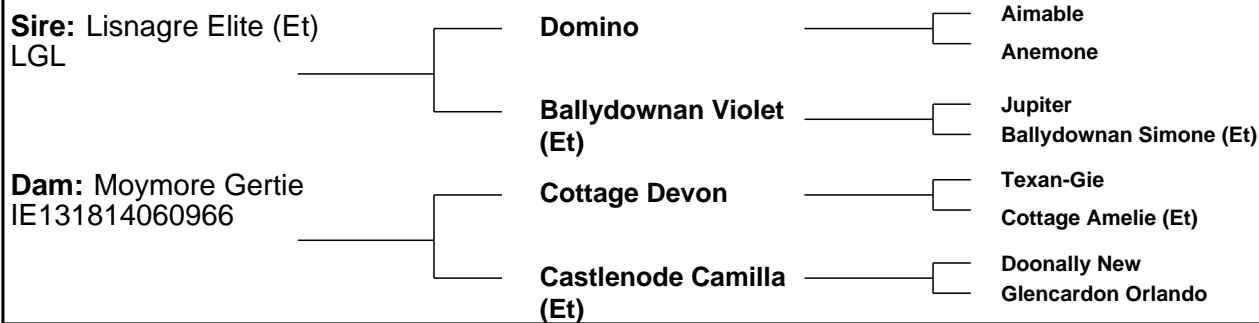 Sire: Lisnagre Elite (Et)
LGL
Domino
Aimable
Anemone
Ballydownan Violet
(Et)
Jupiter
Ballydownan Simone (Et)
Dam: Moymore Gertie
IE131814060966
Cottage Devon
Texan-Gie
Cottage Amelie (Et)
Castlenode Camilla
(Et)
Doonally New
Glencardon Orlando